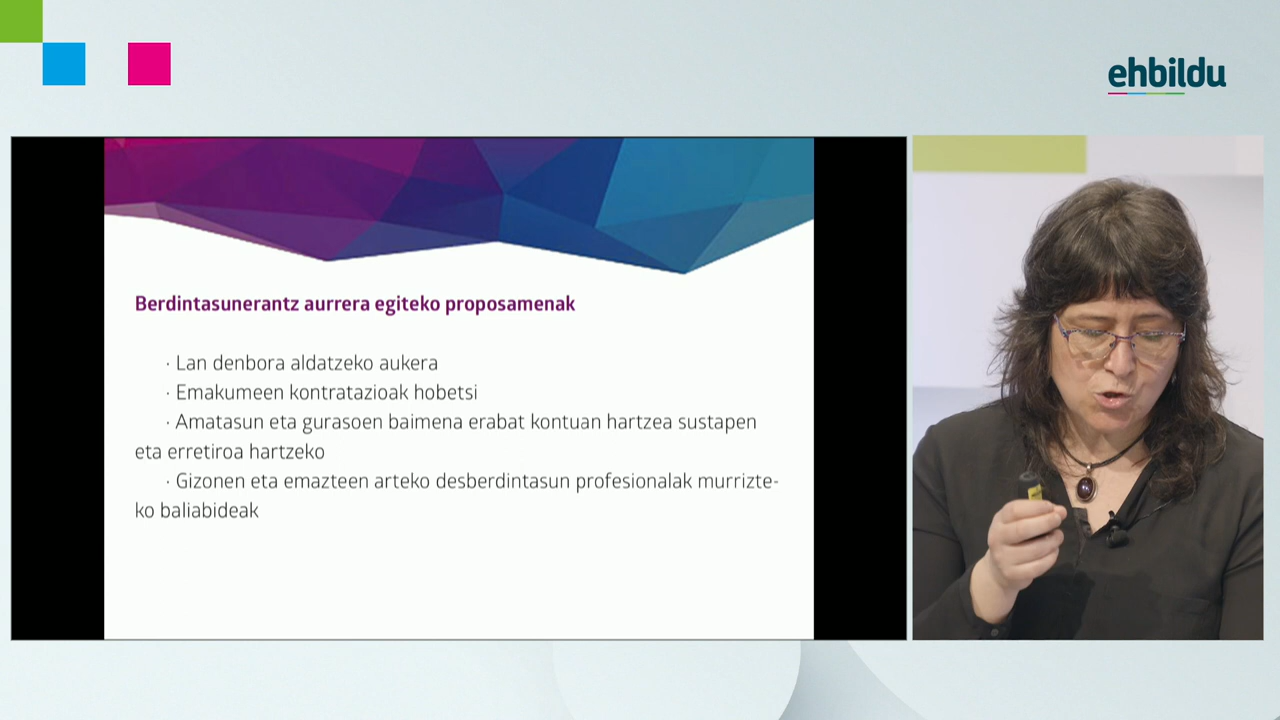 ehbildu
Berdintasunerantz aurrera egiteko proposamenak
· Lan denbora aldatzeko aukera
· Emakumeen kontratazioak hobetsi
· Amatasun eta gurasoen baimena erabat kontuan hartzea sustapen
eta erretiroa hartzeko
· Gizonen eta emazteen arteko desberdintasun profesionalak murrizte-
ko baliabideak